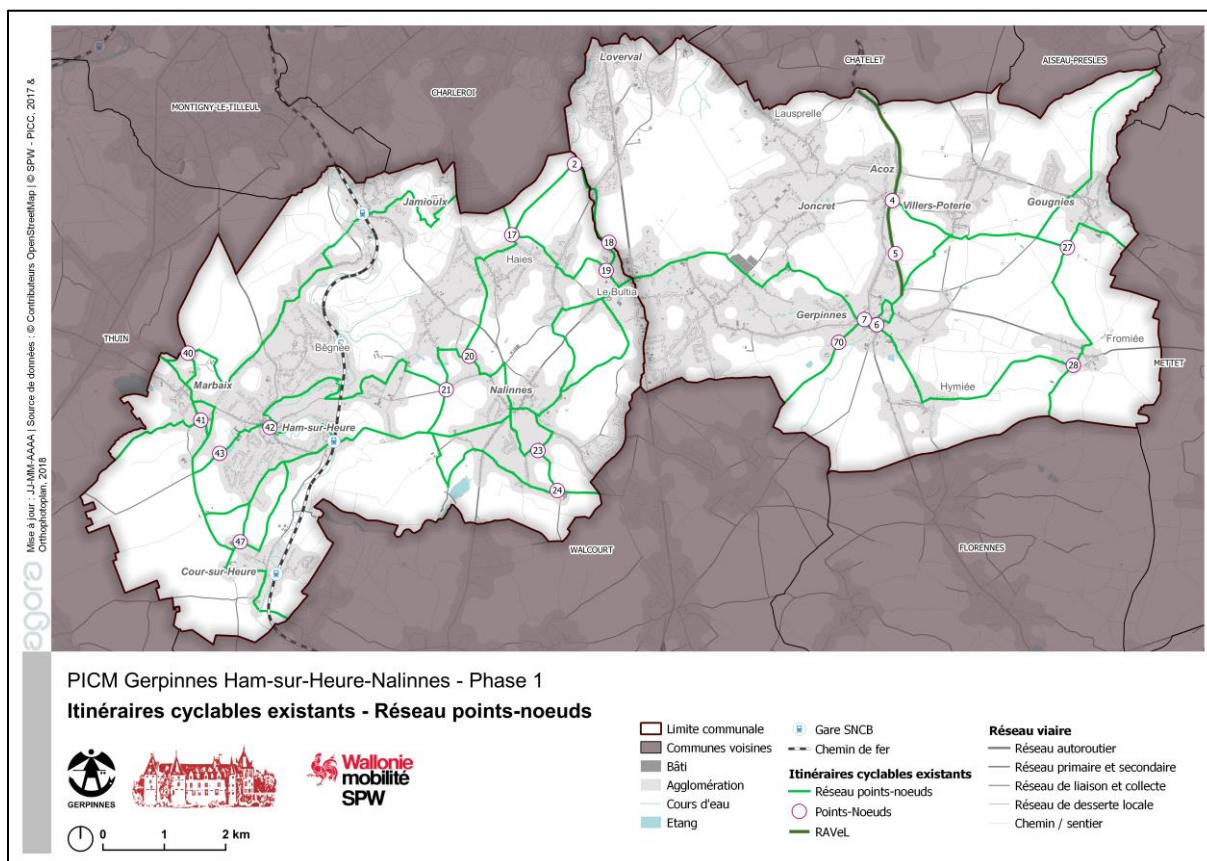 Loverval
CHATELET
AISEAU-PRESLES
CHARLEROI
MONTIGNY-LE-TILLEUL
Lausprelle
2
Acoz
Jamioulx
4
Villers-Poterie
Gougnies
Joncret
17
18
27
Haies
5
19
Le Bultia
Gerpinnes
7
6
THUIN
Bègnée
70
Fromiée
40
20
28
METTET
Marbaix
21
Nalinnes
Hymiée
41
42
Ham-sur-Heure
43
23
24
47
WALCOURT
FLORENNES
Cour-sur-Heure
agora
Mise à jour : JJ-MM-AAAA | Source de données : © Contributeurs OpenStreetMap | © SPW - PICC, 2017 &
Orthophotoplan, 2018
PICM Gerpinnes Ham-sur-Heure-Nalinnes - Phase 1
Itinéraires cyclables existants - Réseau points-noeuds
GERPINNES
Wallonie
mobilité
SPW
0 1 2 km
Limite communale
Communes voisines
Bâti
Agglomération
Cours d'eau
Etang
Gare SNCB
Chemin de fer
Itinéraires cyclables existants
Réseau points-noeuds
Points-Noeuds
RAVeL
Réseau viaire
Réseau autoroutier
Réseau primaire et secondaire
Réseau de liaison et collecte
Réseau de desserte locale
Chemin / sentier